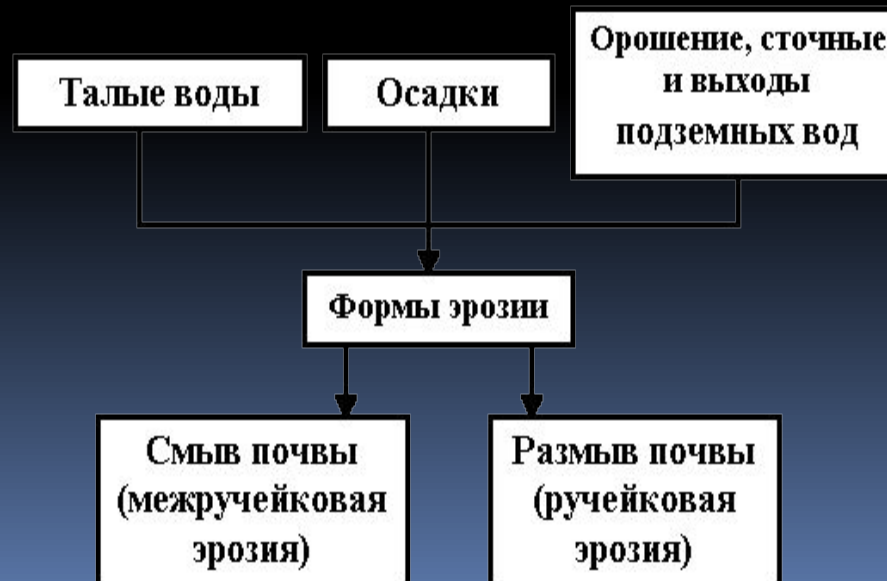 Талые воды
Осадки
Орошение, сточные
и выходы
подземных вод
Формы эрозии
Смыв почвы
(межручейковая
эрозия)
Размыв почвы
(ручейковая
эрозия)